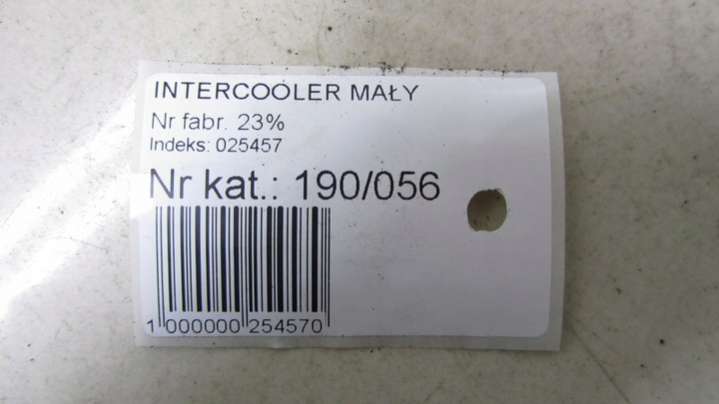 INTERCOOLER MAŁY
Nr fabr. 23%
Indeks: 025457
Nr kat.: 190/056
1 000000 254570